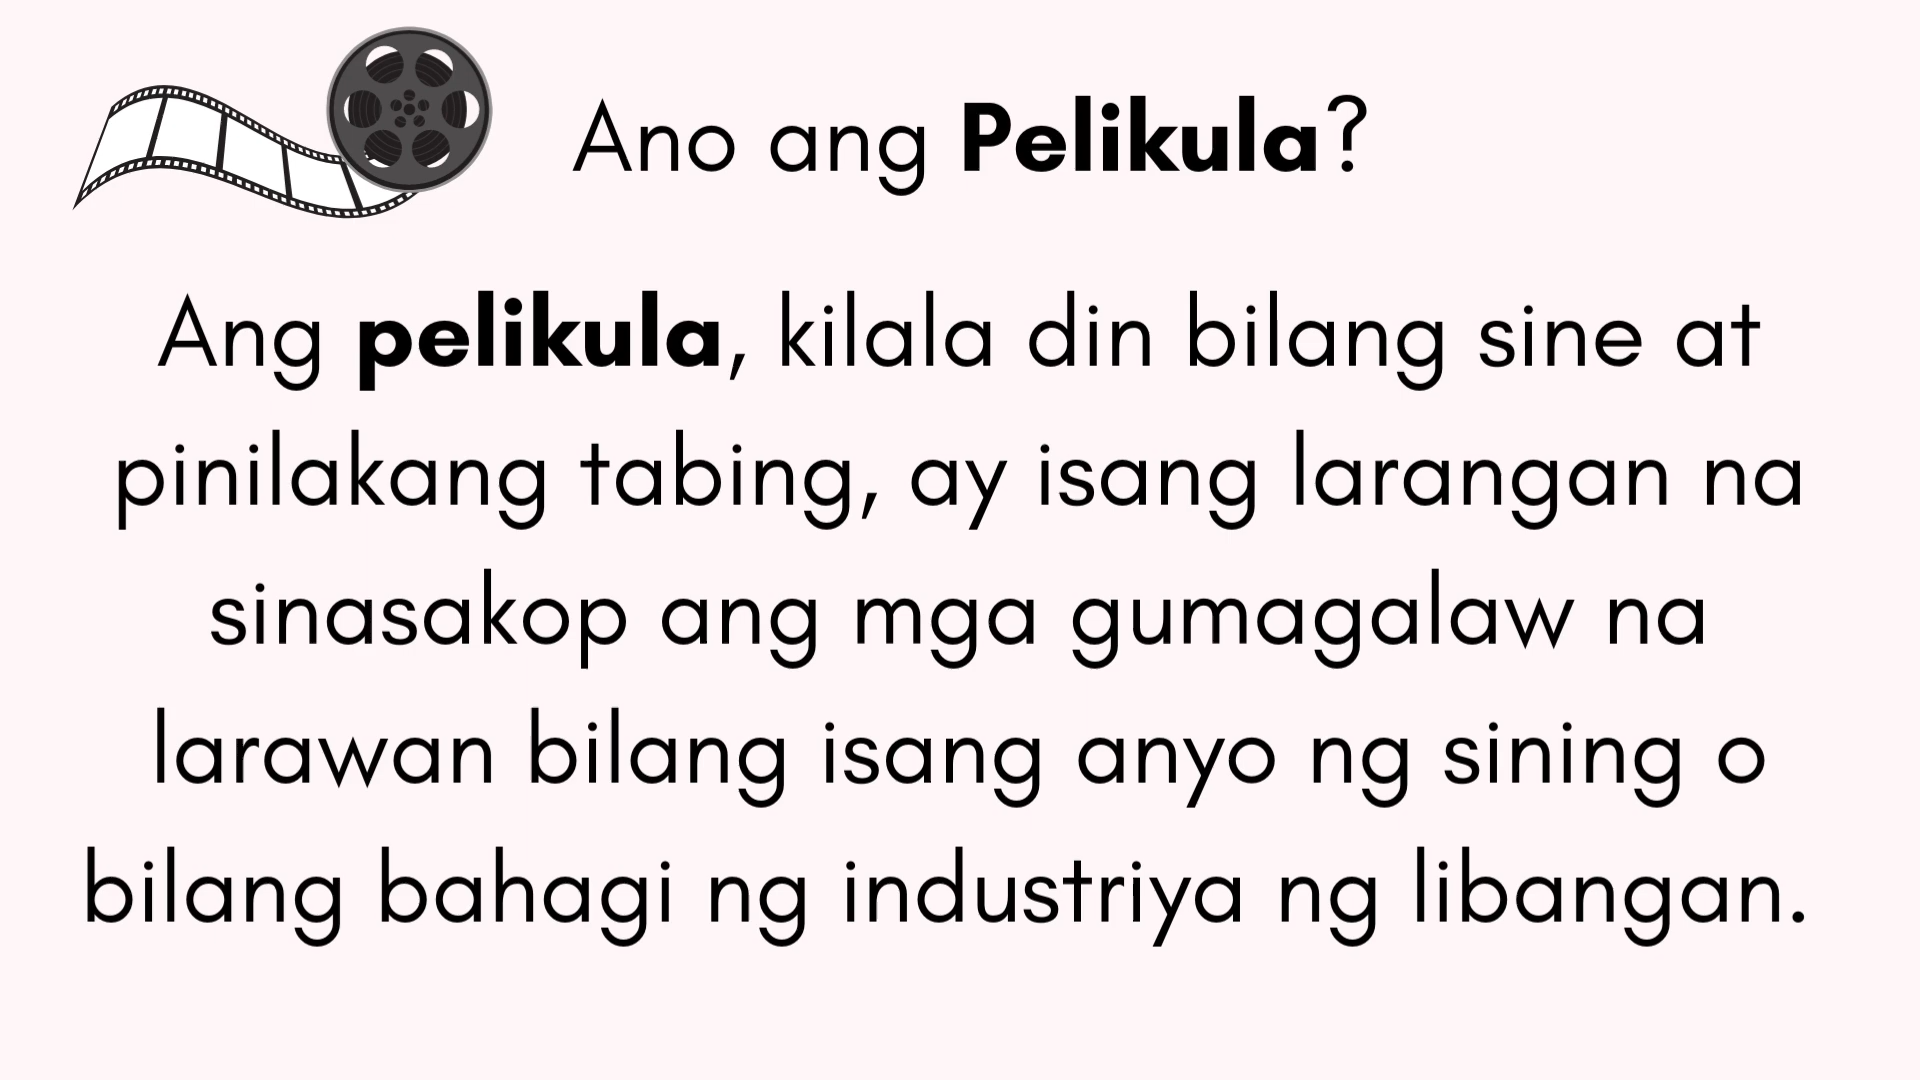 Ano ang Pelikula?
Ang pelikula, kilala din bilang sine at
pinilakang tabing, ay isang larangan na
sinasakop ang mga gumagalaw na
larawan bilang isang anyo ng sining o
bilang bahagi ng industriya ng libangan.